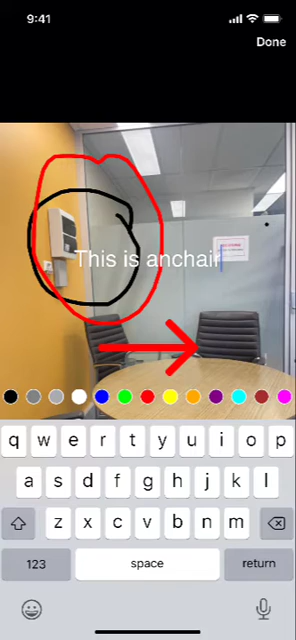 9:41
Done
This is anchair
q w e r t y u i o p
a s d f g h j k l
z x c v b n m
123 space return